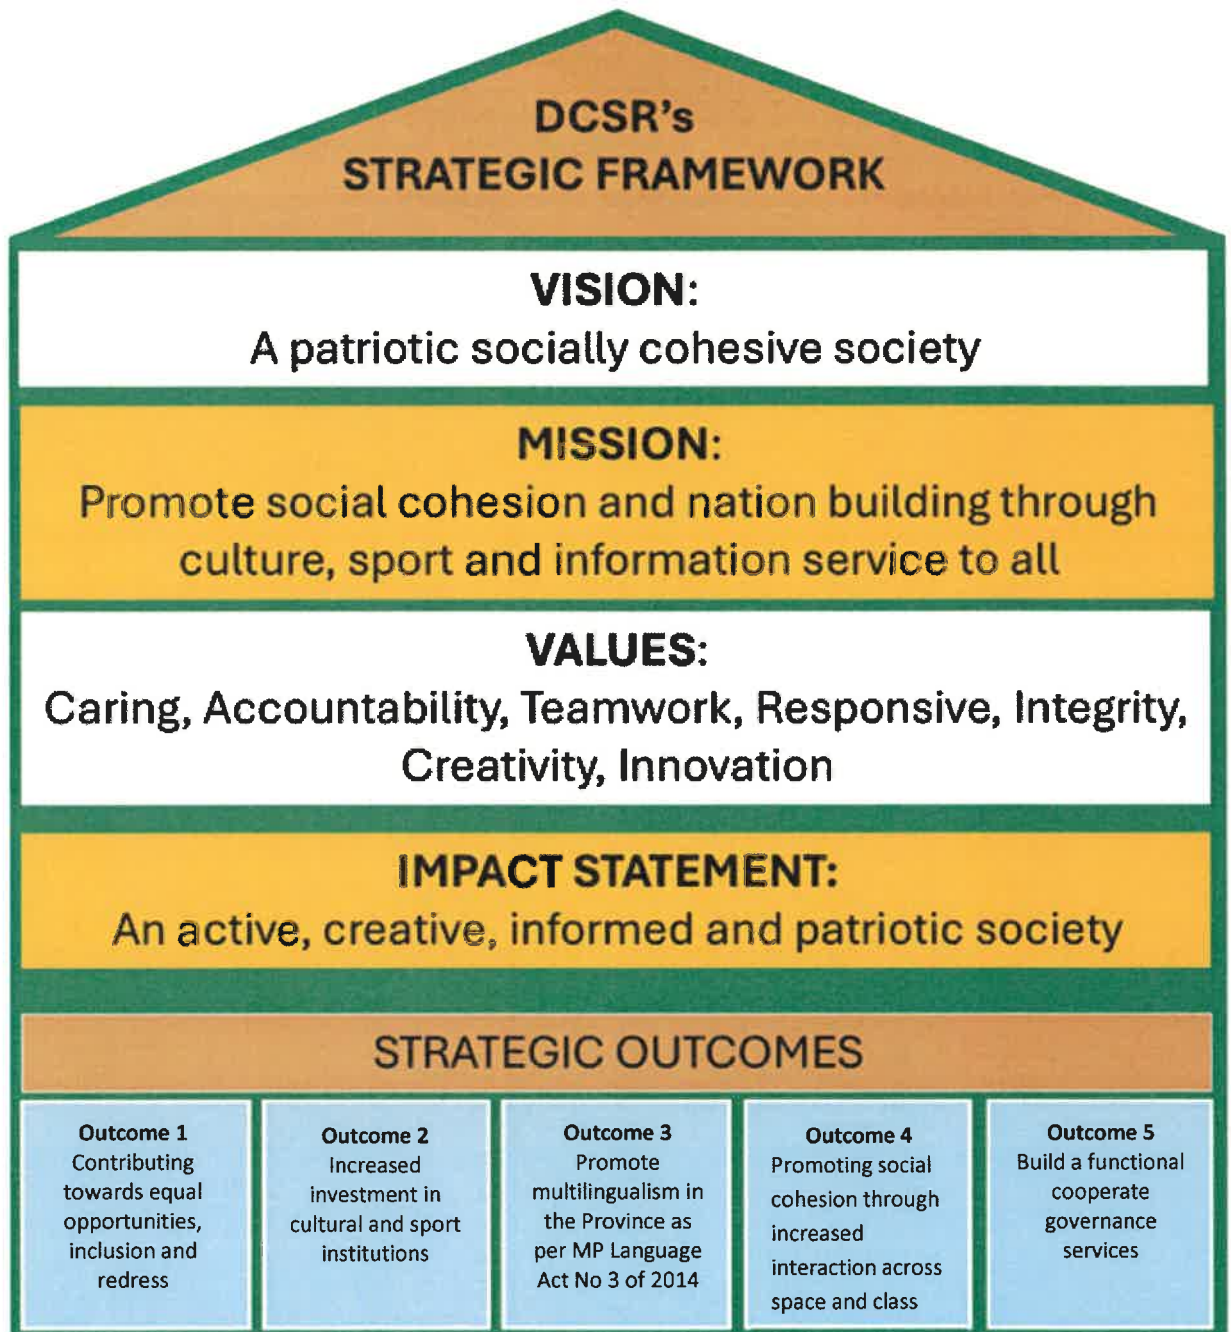 DCSR's
STRATEGIC FRAMEWORK
VISION:
A patriotic socially cohesive society
MISSION:
Promote social cohesion and nation building through
culture, sport and information service to all
VALUES:
Caring, Accountability, Teamwork, Responsive, Integrity,
Creativity, Innovation
IMPACT STATEMENT:
An active, creative, informed and patriotic society
STRATEGIC OUTCOMES
Outcome 1
Contributing
towards equal
opportunities,
inclusion and
redress
Outcome 2
Increased
investment in
cultural and sport
institutions
Outcome 3
Promote
multilingualism in
the Province as
per MP Language
Act No 3 of 2014
Outcome 4
Promoting social
cohesion through
increased
interaction across
space and class
Outcome 5
Build a functional
cooperate
governance
services